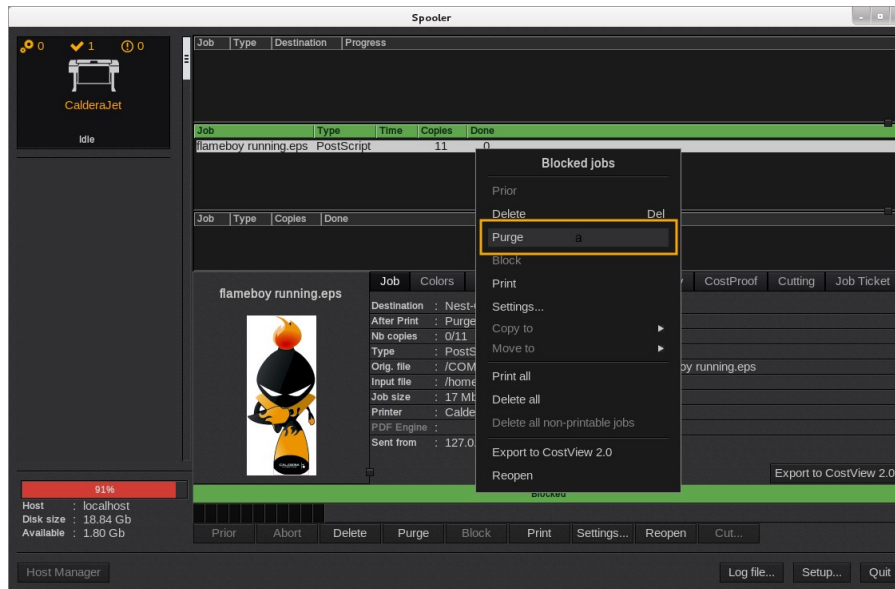 Spooler
0 1 0
CalderaJet
Idle
Job Type Destination Progress
Job Type Time Copies Done
flameboy running.eps PostScript 11 0
Job Type Copies Done
Blocked jobs
Prior
Delete Del
Purge a
Block
Print
Settings...
Copy to
Move to
Print all
Delete all
Delete all non-printable jobs
Export to CostView 2.0
Reopen
flameboy running.eps
CALDERA
Job Colors CostProof Cutting Job Ticket
Destination : Nest-
After Print : Purge
Nb copies : 0/11
Type : PostS
Orig. file : /COM by running.eps
Input file : /home
Job size : 17 Mb
Printer : Calde
PDF Engine :
Sent from : 127.0.
Export to CostView 2.0
Blocked
91%
Host : localhost
Disk size : 18.84 Gb
Available : 1.80 Gb
Prior Abort Delete Purge Block Print Settings... Reopen Cut...
Host Manager Log file... Setup... Quit